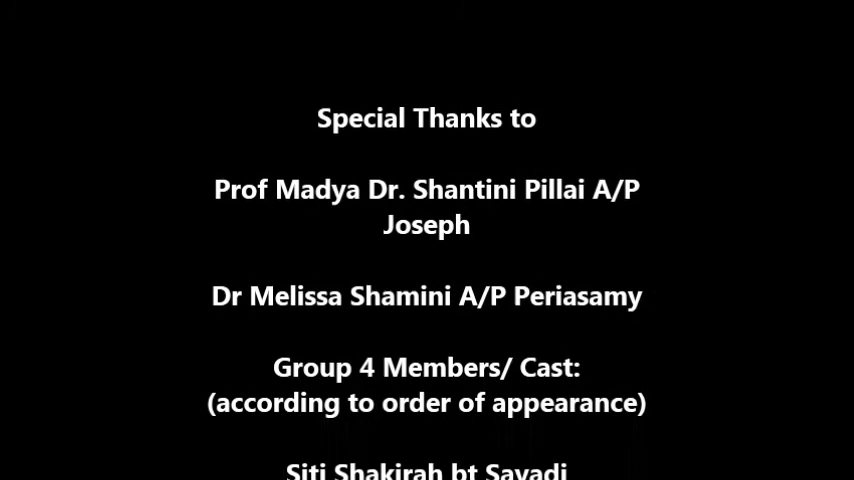 Special Thanks to
Prof Madya Dr. Shantini Pillai A/P
Joseph
Dr Melissa Shamini A/P Periasamy
Group 4 Members/ Cast:
(according to order of appearance)
Siti Shakirah bt Sayadi